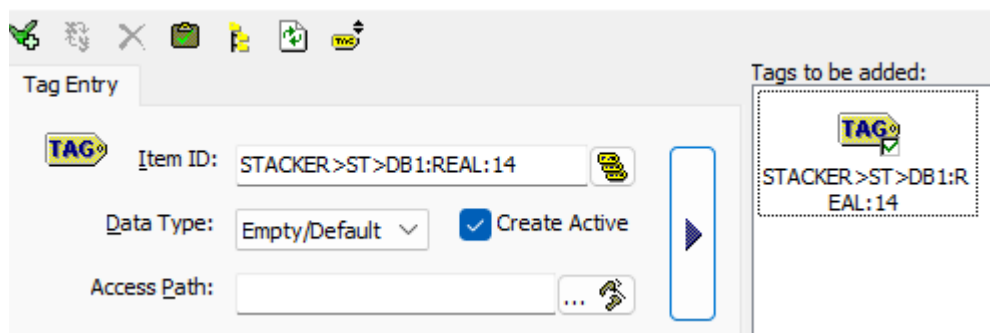 Tag Entry
Tags to be added:
TAG
Item ID: STACKER>ST>DB1:REAL:14
Data Type: Empty/Default Create Active
Access Path: ...
TAG
STACKER>ST>DB1:R
EAL:14